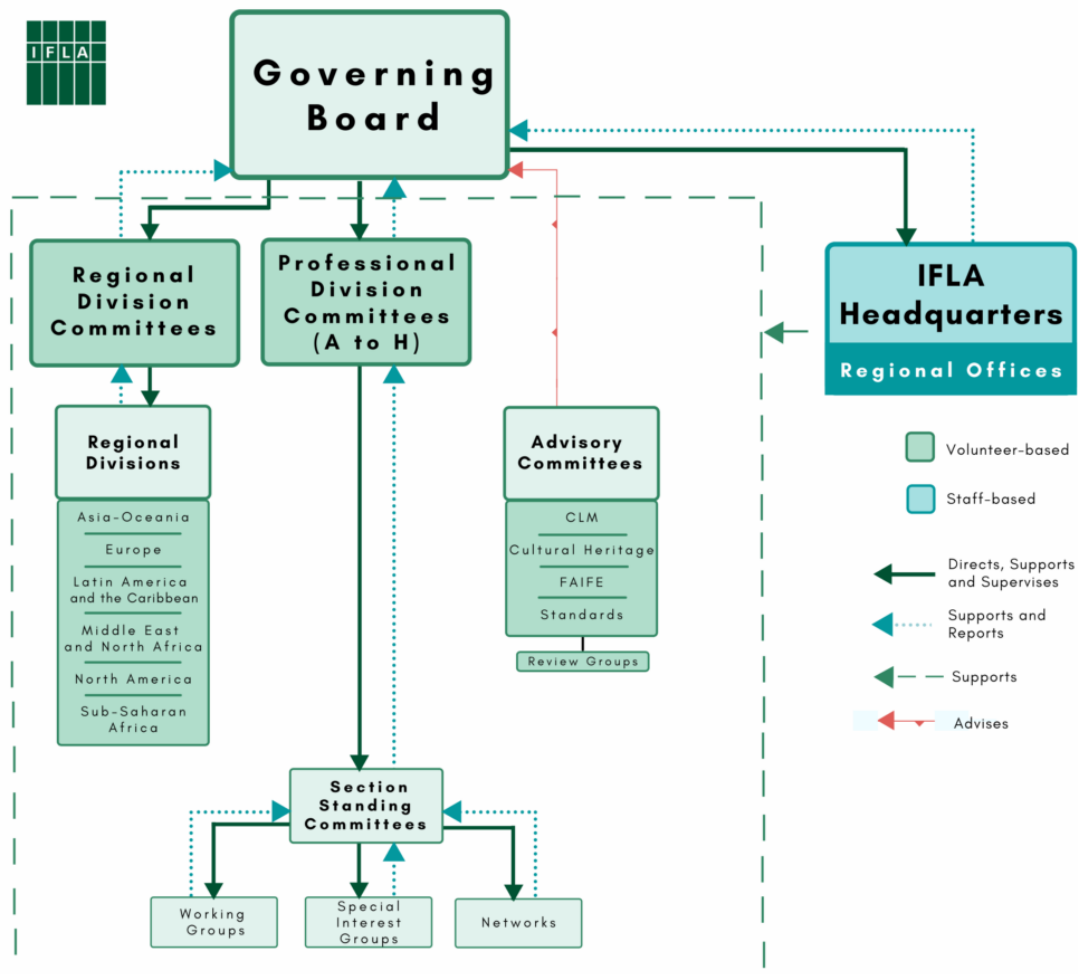 IFLA
Governing
Board
Regional
Division
Committees
Professional
Division
Committees
(A to H)
IFLA
Headquarters
Regional Offices
Regional
Divisions
Asia-Oceania
Europe
Latin America
and the Caribbean
Middle East
and North Africa
North America
Sub-Saharan
Africa
Advisory
Committees
CLM
Cultural Heritage
FAIFE
Standards
Review Groups
Volunteer-based
Staff-based
Directs, Supports
and Supervises
Supports and
Reports
Supports
Advises
Section
Standing
Committees
Working
Groups
Special
Interest
Groups
Networks